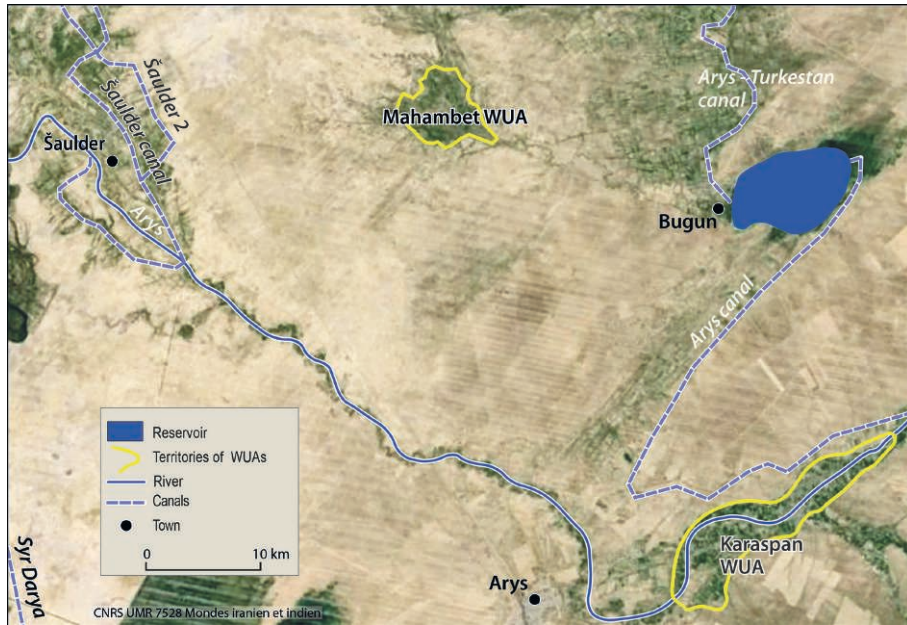 Šaulder 2
Šaulder canal
Šaulder
Arys
Mahambet WUA
Arys - Turkestan
canal
Bugun
Arys canal
Reservoir
Territories of WUAs
River
Canals
Town
0 10 km
Karaspan
WUA
Arys
Syr Darya
CNRS UMR 7528 Mondes iranien et indien